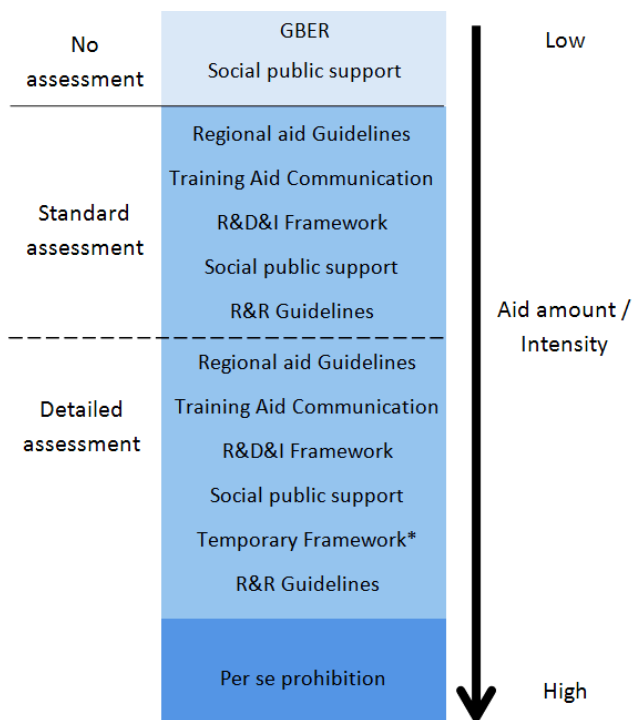 No
assessment
GBER
Social public support
Low
Standard
assessment
Regional aid Guidelines
Training Aid Communication
R&D&I Framework
Social public support
R&R Guidelines
Aid amount /
Intensity
Detailed
assessment
Regional aid Guidelines
Training Aid Communication
R&D&I Framework
Social public support
Temporary Framework*
R&R Guidelines
Per se prohibition
High